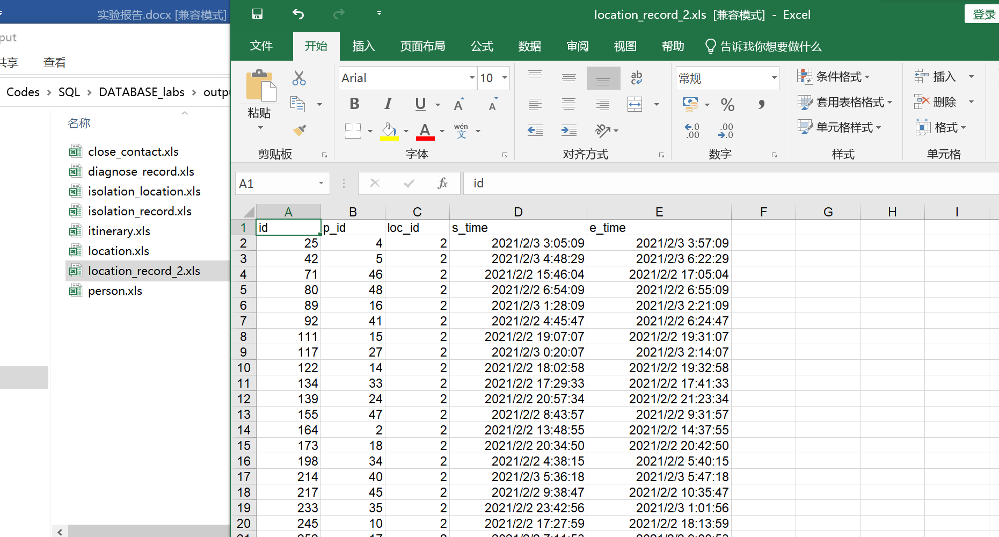 实验报告.docx [兼容模式]
put
共享 查看
Codes > SQL > DATABASE_labs > outpu
名称
close_contact.xls
diagnose_record.xls
isolation_location.xls
isolation_record.xls
itinerary.xls
location.xls
location_record_2.xls
person.xls
location_record_2.xls [兼容模式] - Excel
登录
文件 开始 插入 页面布局 公式 数据 审阅 视图 帮助 告诉我你想要做什么
粘贴
剪贴板
Arial 10
B I U A A
A wén 文
字体
ab c
对齐方式
常规
% ,
.0 .00 .00 .0
数字
条件格式
套用表格格式
单元格样式
样式
插入
删除
格式
单元格
A1 fx id
A B C D E F G H I
1 id p_id loc_id s_time e_time
2 25 4 2 2021/2/3 3:05:09 2021/2/3 3:57:09
3 42 5 2 2021/2/3 4:48:29 2021/2/3 6:22:29
4 71 46 2 2021/2/2 15:46:04 2021/2/2 17:05:04
5 80 48 2 2021/2/2 6:54:09 2021/2/2 6:55:09
6 89 16 2 2021/2/3 1:28:09 2021/2/3 2:21:09
7 92 41 2 2021/2/2 4:45:47 2021/2/2 6:24:47
8 111 15 2 2021/2/2 19:07:07 2021/2/2 19:31:07
9 117 27 2 2021/2/3 0:20:07 2021/2/3 2:14:07
10 122 14 2 2021/2/2 18:02:58 2021/2/2 19:32:58
11 134 33 2 2021/2/2 17:29:33 2021/2/2 17:41:33
12 139 24 2 2021/2/2 20:57:34 2021/2/2 21:23:34
13 155 47 2 2021/2/2 8:43:57 2021/2/2 9:31:57
14 164 2 2 2021/2/2 13:48:55 2021/2/2 14:37:55
15 173 18 2 2021/2/2 20:34:50 2021/2/2 20:42:50
16 198 34 2 2021/2/2 4:38:15 2021/2/2 5:40:15
17 214 40 2 2021/2/3 5:36:18 2021/2/3 5:47:18
18 217 45 2 2021/2/2 9:38:47 2021/2/2 10:35:47
19 233 35 2 2021/2/2 23:42:56 2021/2/3 1:01:56
20 245 10 2 2021/2/2 17:27:59 2021/2/2 18:13:59